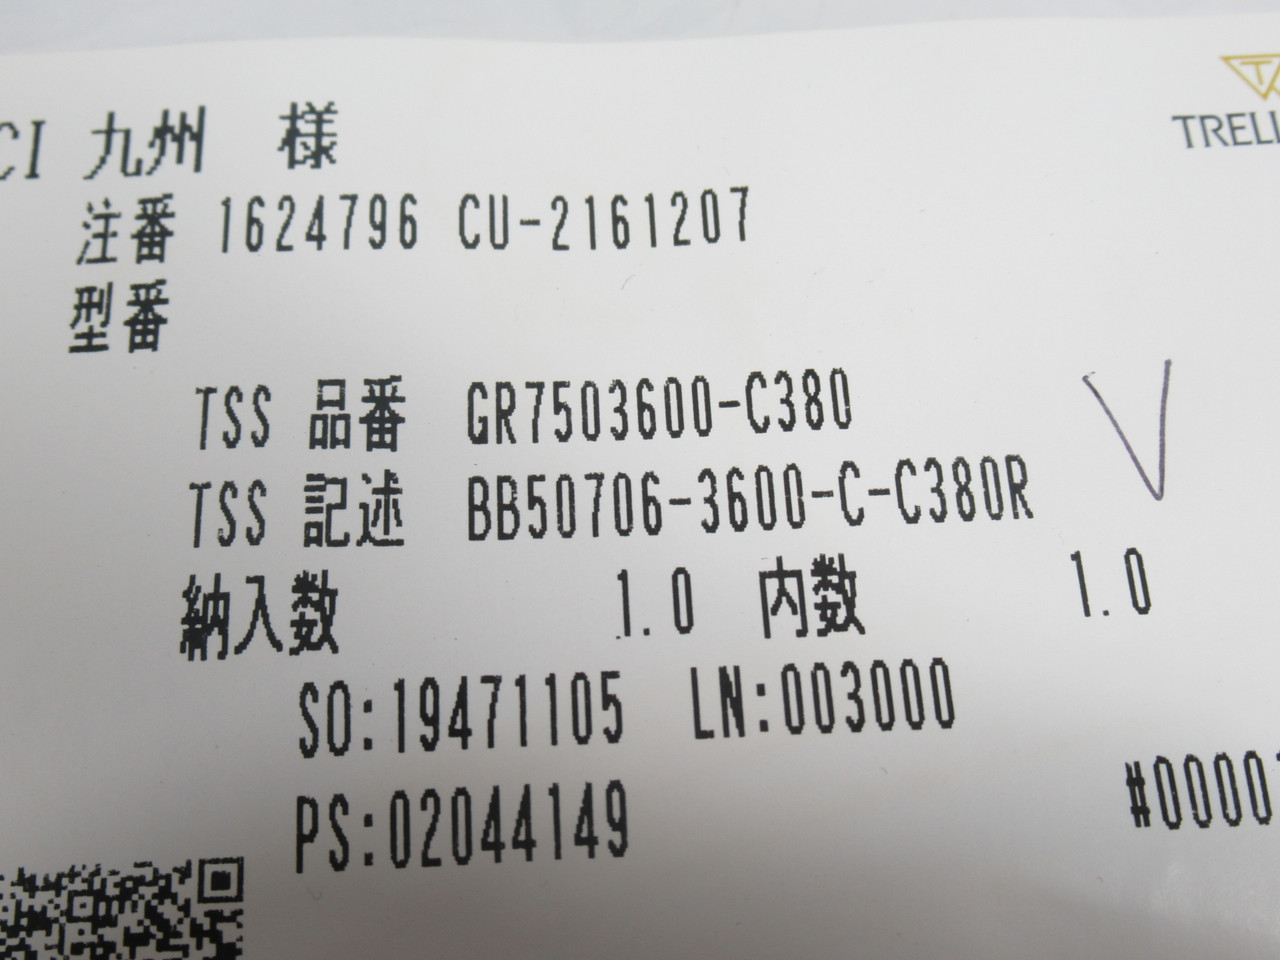 CI 九州 様
TRELL
注番 1624796 CU-2161207
型番
TSS 品番 GR7503600-C380
TSS 記述 BB50706-3600-C-C380R
納入数 1.0 内数 1.0
SO:19471105 LN:003000
PS:02044149
#0000